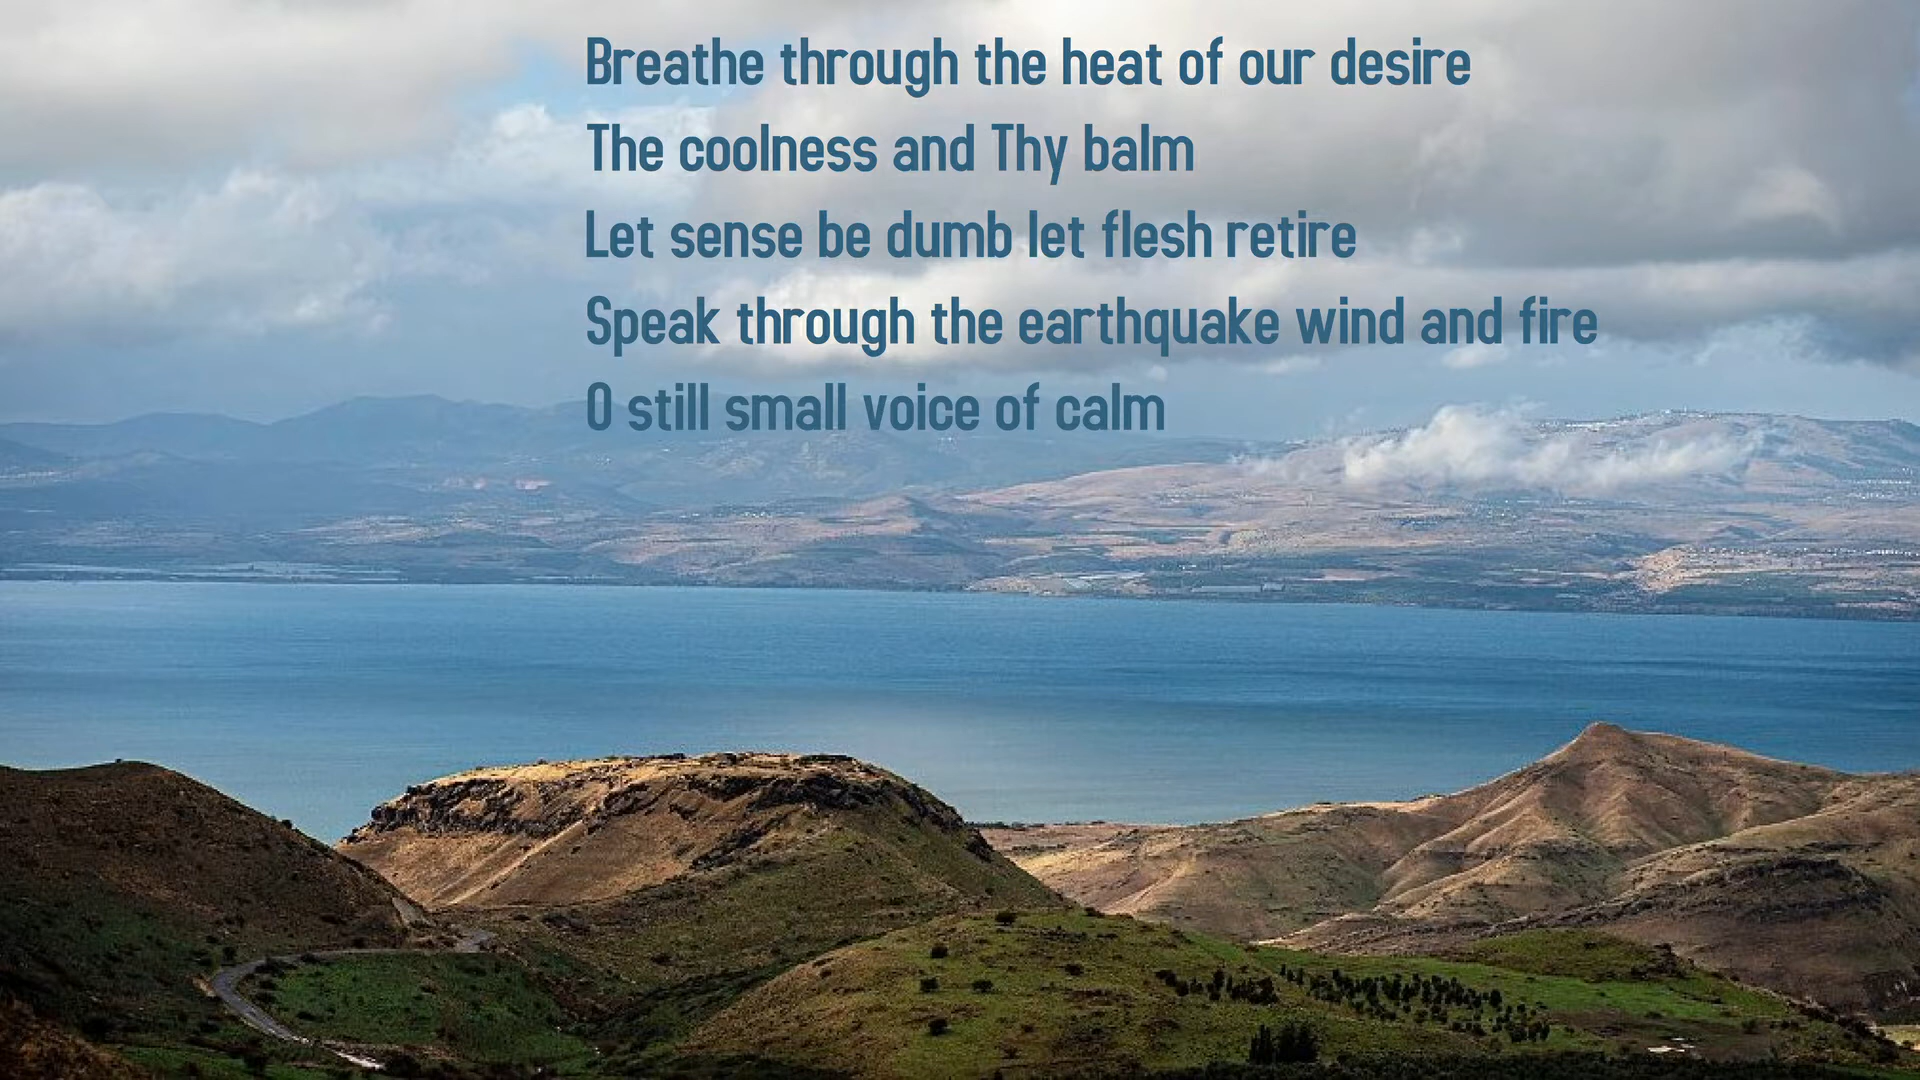 Breathe through the heat of our desire
The coolness and Thy balm
Let sense be dumb let flesh retire
Speak through the earthquake wind and fire
O still small voice of calm